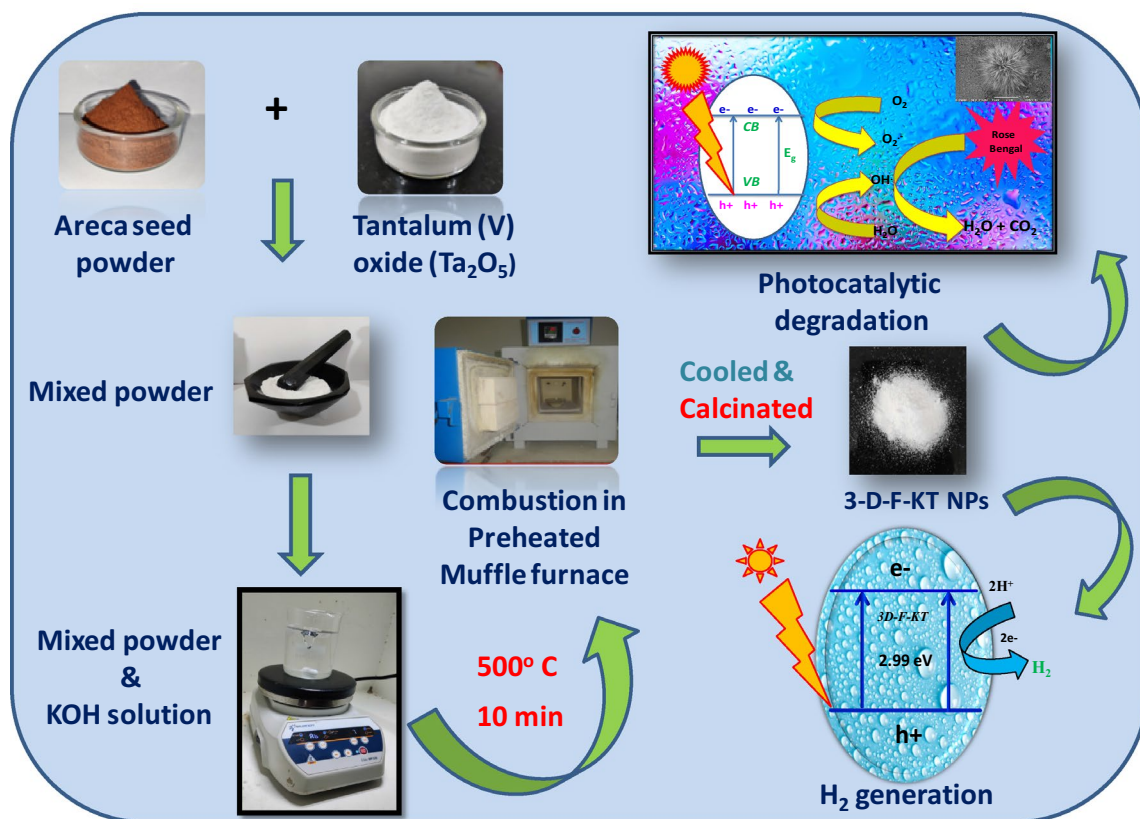 +
Areca seed
powder
Tantalum (V)
oxide (Ta₂O₅)
Mixed powder
Mixed powder
&
KOH solution
500° C
10 min
Combustion in
Preheated
Muffle furnace
Cooled &
Calcinated
3-D-F-KT NPs
e- e- e-
CB
E_g
VB
h+ h+ h+
O₂
OH
H₂O
Rose
Bengal
H₂O + CO₂
Photocatalytic
degradation
e-
3D-F-KT
2.99 eV
h+
2H⁺
2e-
H₂
H₂ generation